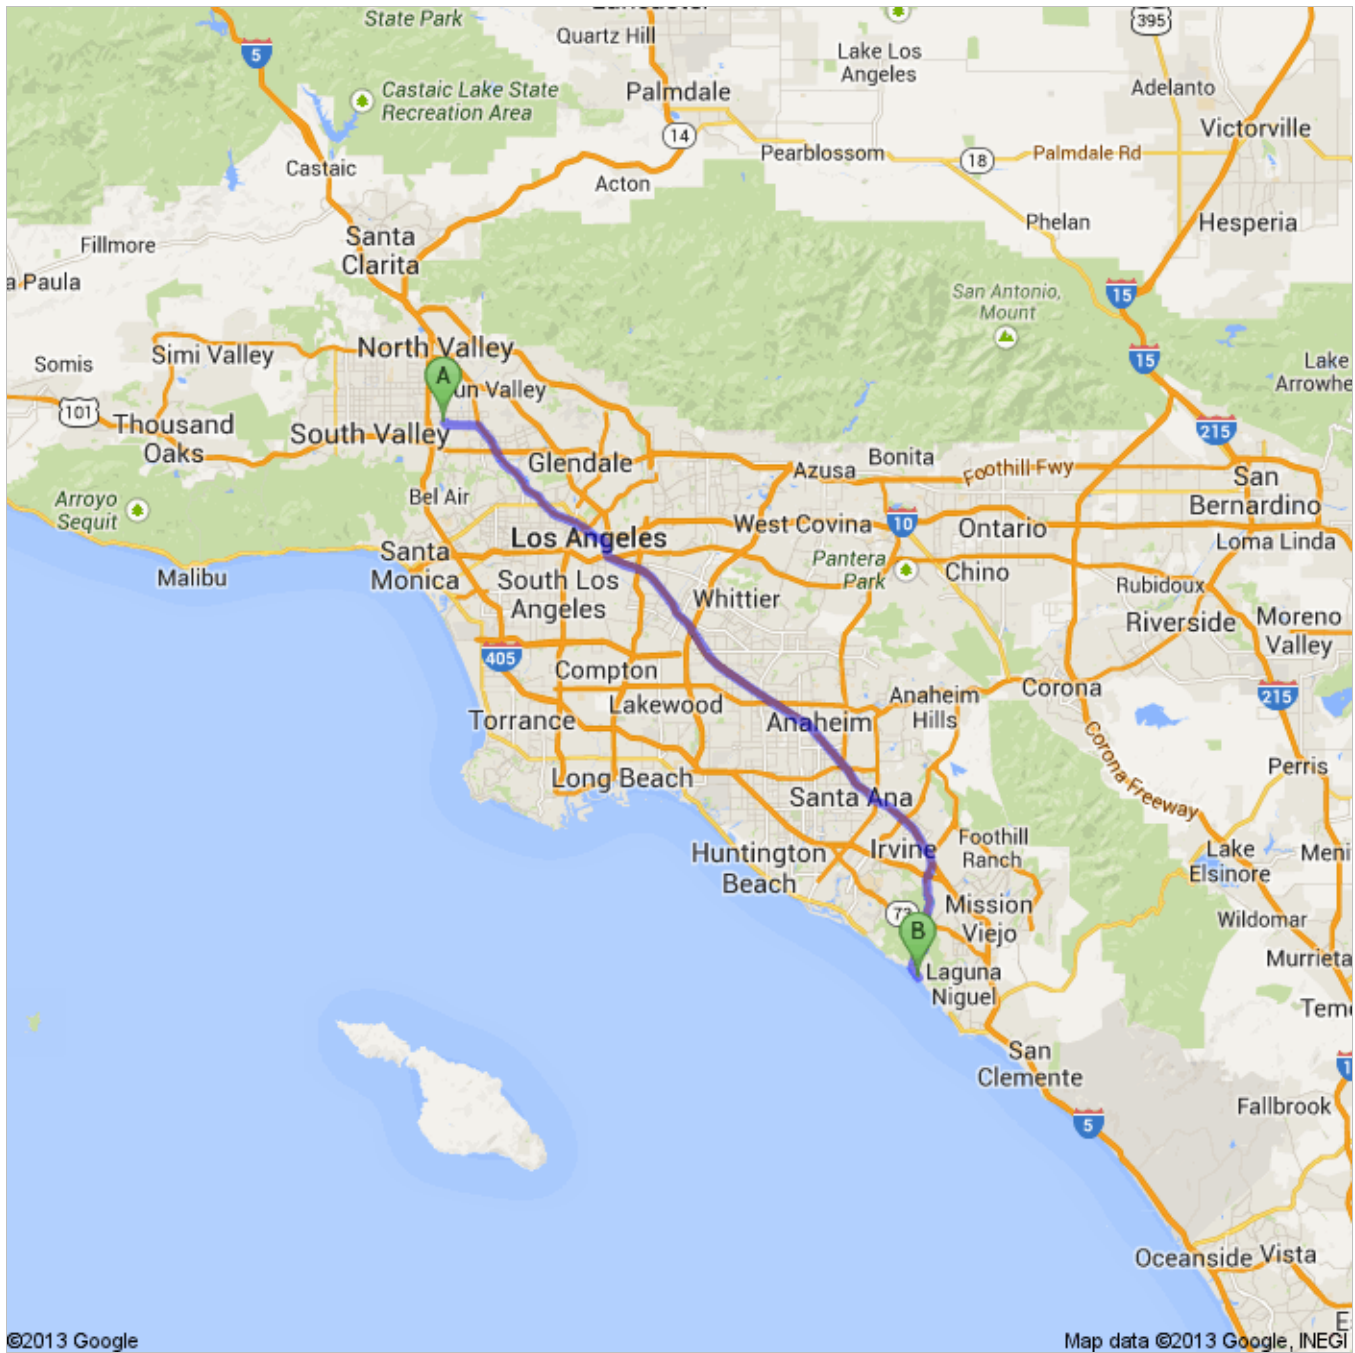 State Park
Lancaster
395
Quartz Hill
5
Lake Los
Angeles
Castaic Lake State
Recreation Area
Palmdale
Adelanto
Victorville
14
Pearblossom
18
Palmdale Rd
Castaic
Acton
Phelan
Hesperia
Santa
Clarita
Fillmore
a Paula
15
San Antonio,
Mount
North Valley
Simi Valley
Somis
15
Lake
Arrowhe
A
un Valley
101
Thousand
Oaks
South Valley
215
Glendale
Azusa
Bonita
Foothill Fwy
San
Bernardino
Arroyo
Sequit
Bel Air
Los Angeles
West Covina
10
Ontario
Loma Linda
Santa
Monica
Malibu
South Los
Angeles
Whittier
Pantera
Park
Chino
Rubidoux
Riverside
Moreno
Valley
405
Compton
Lakewood
Anaheim
Hills
Corona
215
Torrance
Anaheim
Corona Freeway
Long Beach
Santa Ana
Perris
Huntington
Beach
Irvine
Foothill
Ranch
Lake
Elsinore
Meni
73
Mission
Viejo
Wildomar
B
Laguna
Niguel
Murrieta
Teme
San
Clemente
1
5
Fallbrook
Oceanside
Vista
E
©2013 Google
Map data ©2013 Google, INEGI